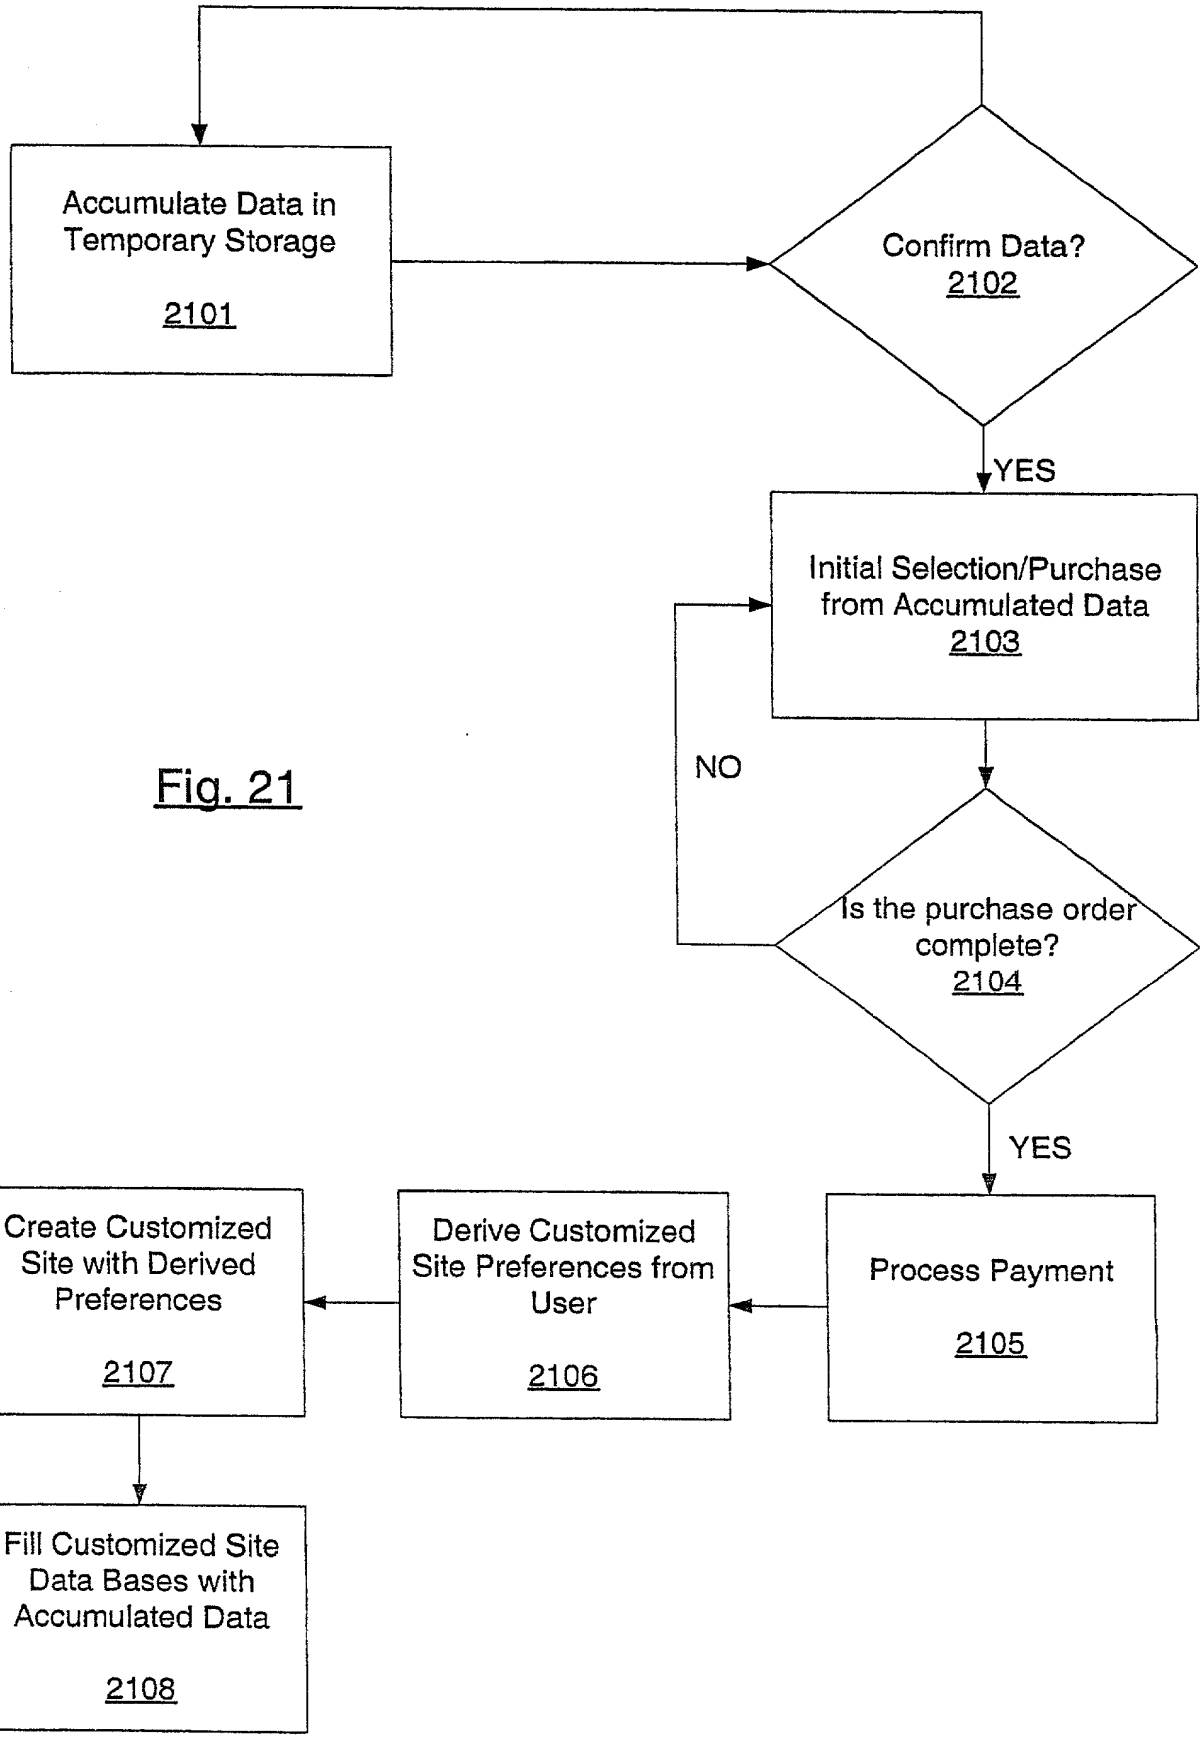 Accumulate Data in
Temporary Storage
2101
Confirm Data?
2102
YES
Initial Selection/Purchase
from Accumulated Data
2103
NO
Fig. 21
Is the purchase order
complete?
2104
YES
Process Payment
2105
Derive Customized
Site Preferences from
User
2106
Create Customized
Site with Derived
Preferences
2107
Fill Customized Site
Data Bases with
Accumulated Data
2108